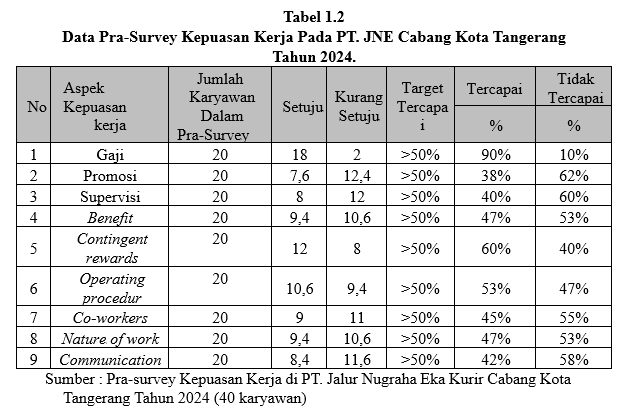 Tabel 1.2
Data Pra-Survey Kepuasan Kerja Pada PT. JNE Cabang Kota Tangerang
Tahun 2024.
No Aspek Kepuasan kerja Jumlah Karyawan Dalam Pra-Survey Setuju Kurang Setuju Target Tercapa i Tercapai Tidak Tercapai
% %
1 Gaji 20 18 2 >50% 90% 10%
2 Promosi 20 7,6 12,4 >50% 38% 62%
3 Supervisi 20 8 12 >50% 40% 60%
4 Benefit 20 9,4 10,6 >50% 47% 53%
5 Contingent rewards 20 12 8 >50% 60% 40%
6 Operating procedur 20 10,6 9,4 >50% 53% 47%
7 Co-workers 20 9 11 >50% 45% 55%
8 Nature of work 20 9,4 10,6 >50% 47% 53%
9 Communication 20 8,4 11,6 >50% 42% 58%
Sumber : Pra-survey Kepuasan Kerja di PT. Jalur Nugraha Eka Kurir Cabang Kota
Tangerang Tahun 2024 (40 karyawan)